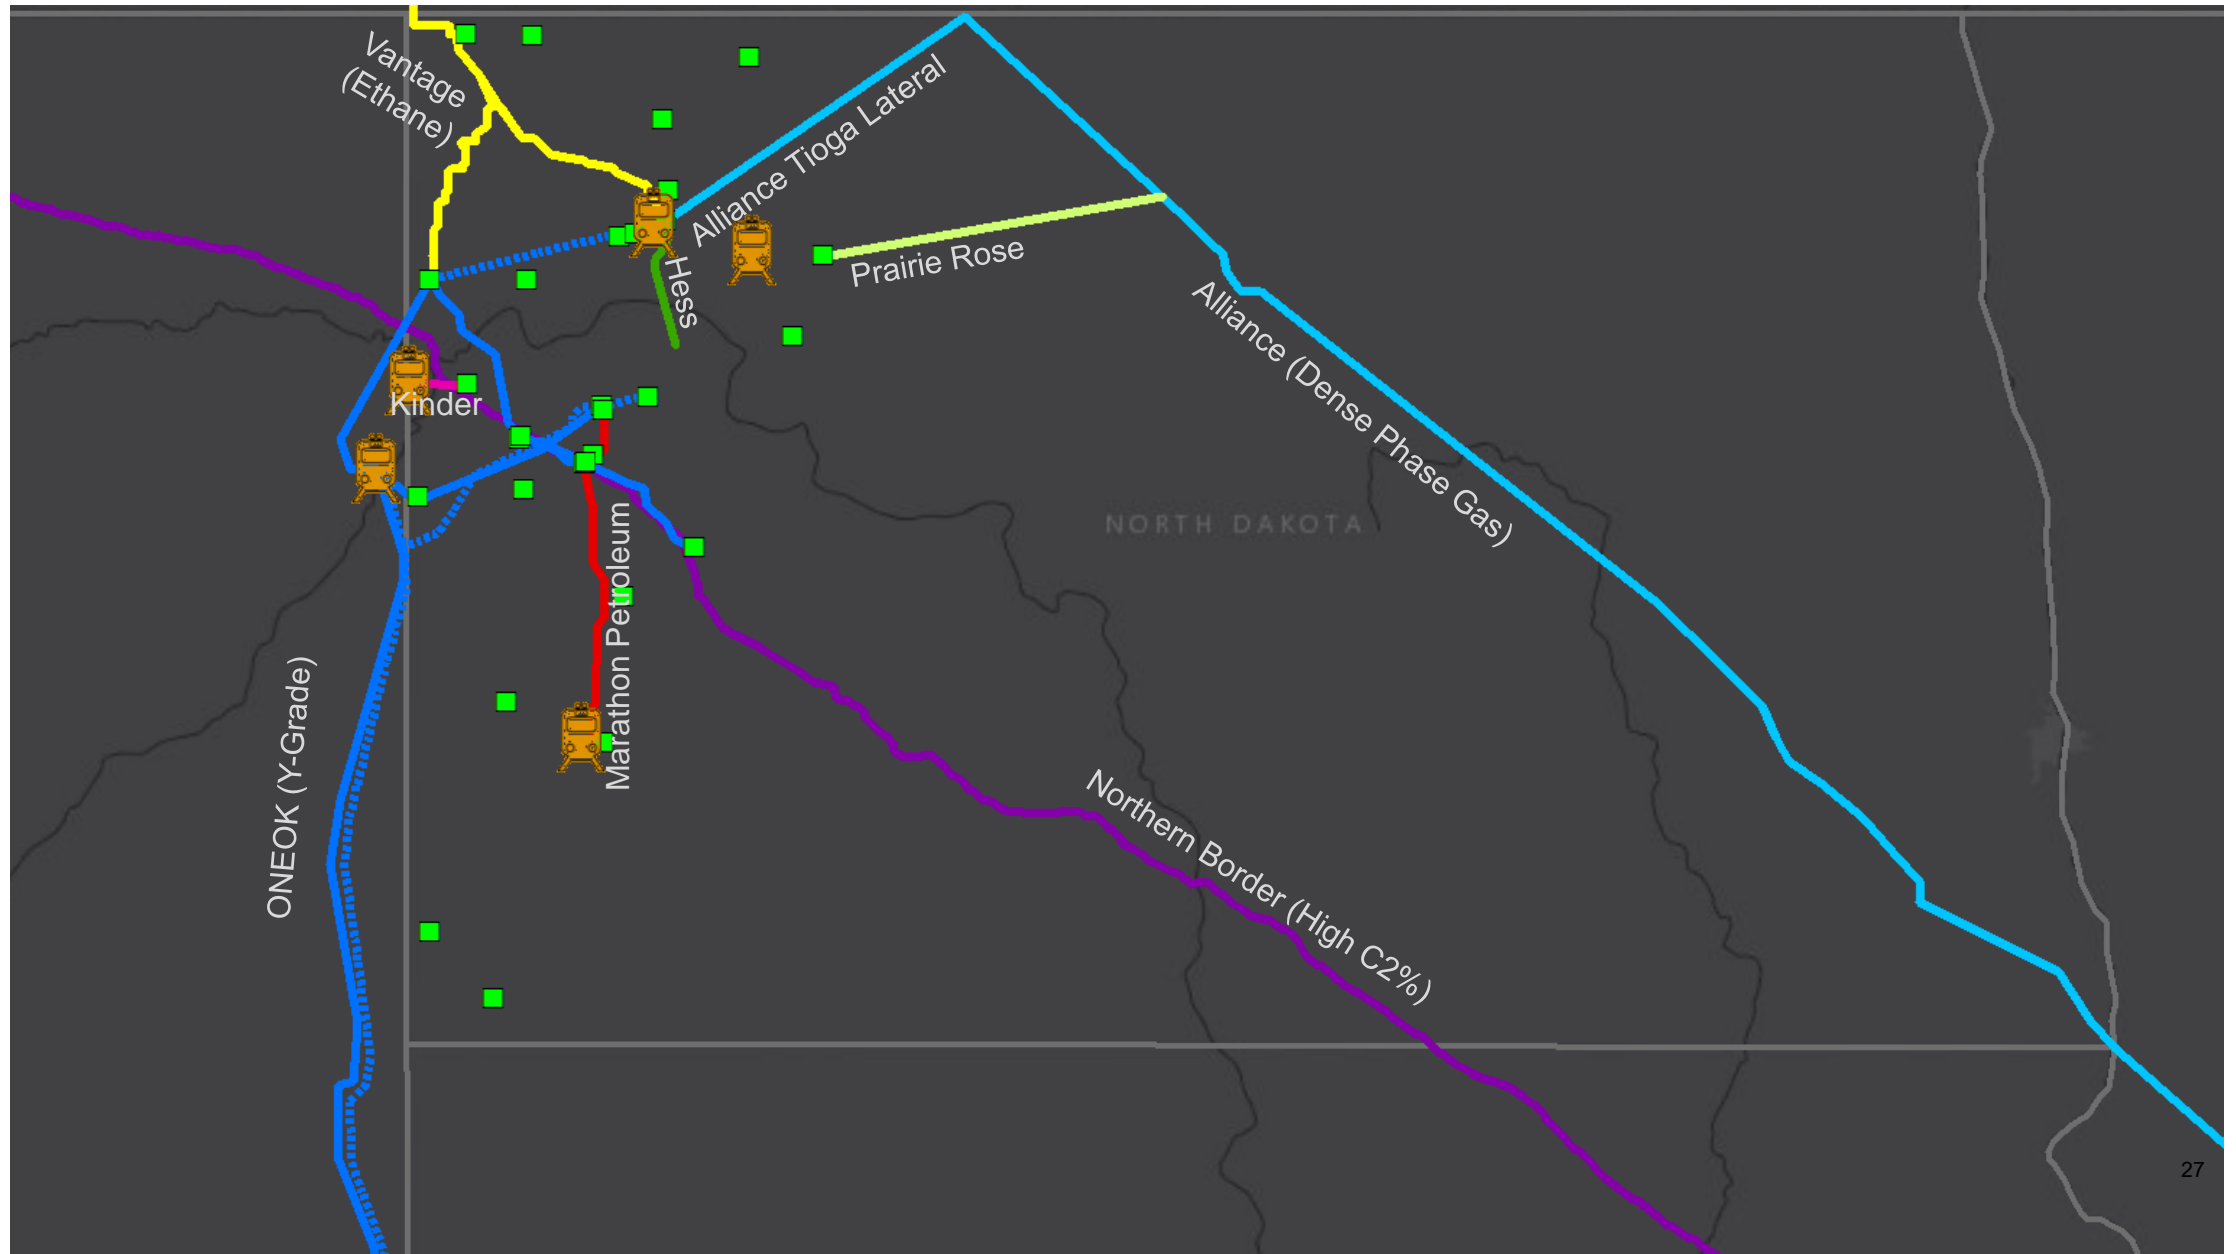 Vantage
(Ethane)
Alliance Tioga Lateral
Prairie Rose
Hess
Alliance (Dense Phase Gas)
Kinder
NORTH DAKOTA
Marathon Petroleum
ONEOK (Y-Grade)
Northern Border (High C2%)
27